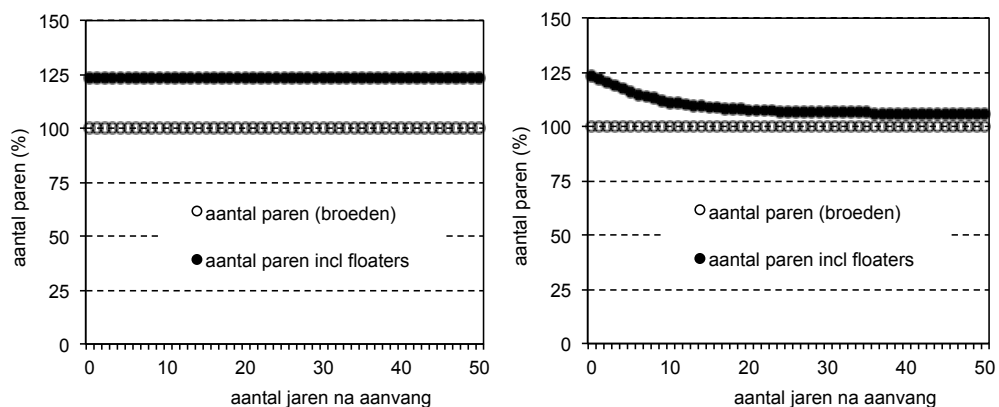 150
125
100
75
50
25
0
aantal paren (%)
aantal paren (broeden)
aantal paren incl floaters
0 10 20 30 40 50
aantal jaren na aanvang
150
125
100
75
50
25
0
aantal paren (%)
aantal paren (broeden)
aantal paren incl floaters
0 10 20 30 40 50
aantal jaren na aanvang